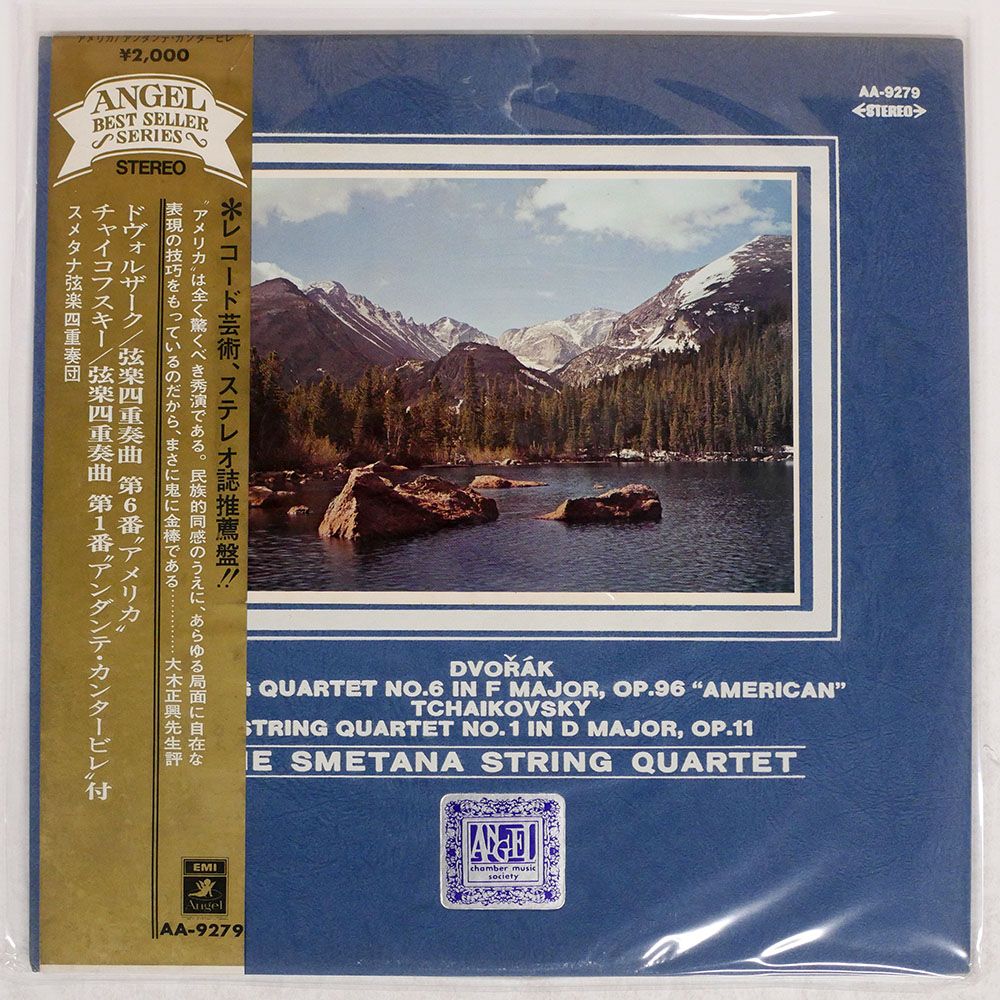 アメリカ/アンダンテ・カンタービレ
¥2,000
ANGEL
BEST SELLER
SERIES
STEREO
*レコード芸術、ステレオ誌推薦盤!!
“アメリカ”は全く驚くべき秀演である。民族的同感のうえに、あらゆる局面に自在な
表現の技巧をもっているのだから、まさに鬼に金棒である…………大木正興先生評
ドヴォルザーク/弦楽四重奏曲 第6番“アメリカ”
チャイコフスキー/弦楽四重奏曲 第1番“アンダンテ・カンタービレ”付
スメタナ弦楽四重奏団
EMI
Angel
AA-9279
AA-9279
STEREO
DVOŘÁK
G QUARTET NO.6 IN F MAJOR, OP.96 “AMERICAN”
TCHAIKOVSKY
STRING QUARTET NO.1 IN D MAJOR, OP.11
HE SMETANA STRING QUARTET
ANGEL
chamber music
society